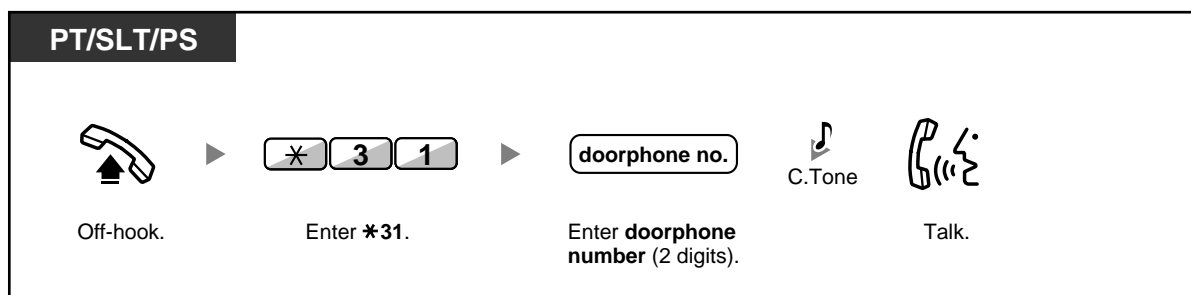 PT/SLT/PS
✳ 3 1
doorphone no.
C.Tone
Off-hook.
Enter ✳31.
Enter doorphone
number (2 digits).
Talk.